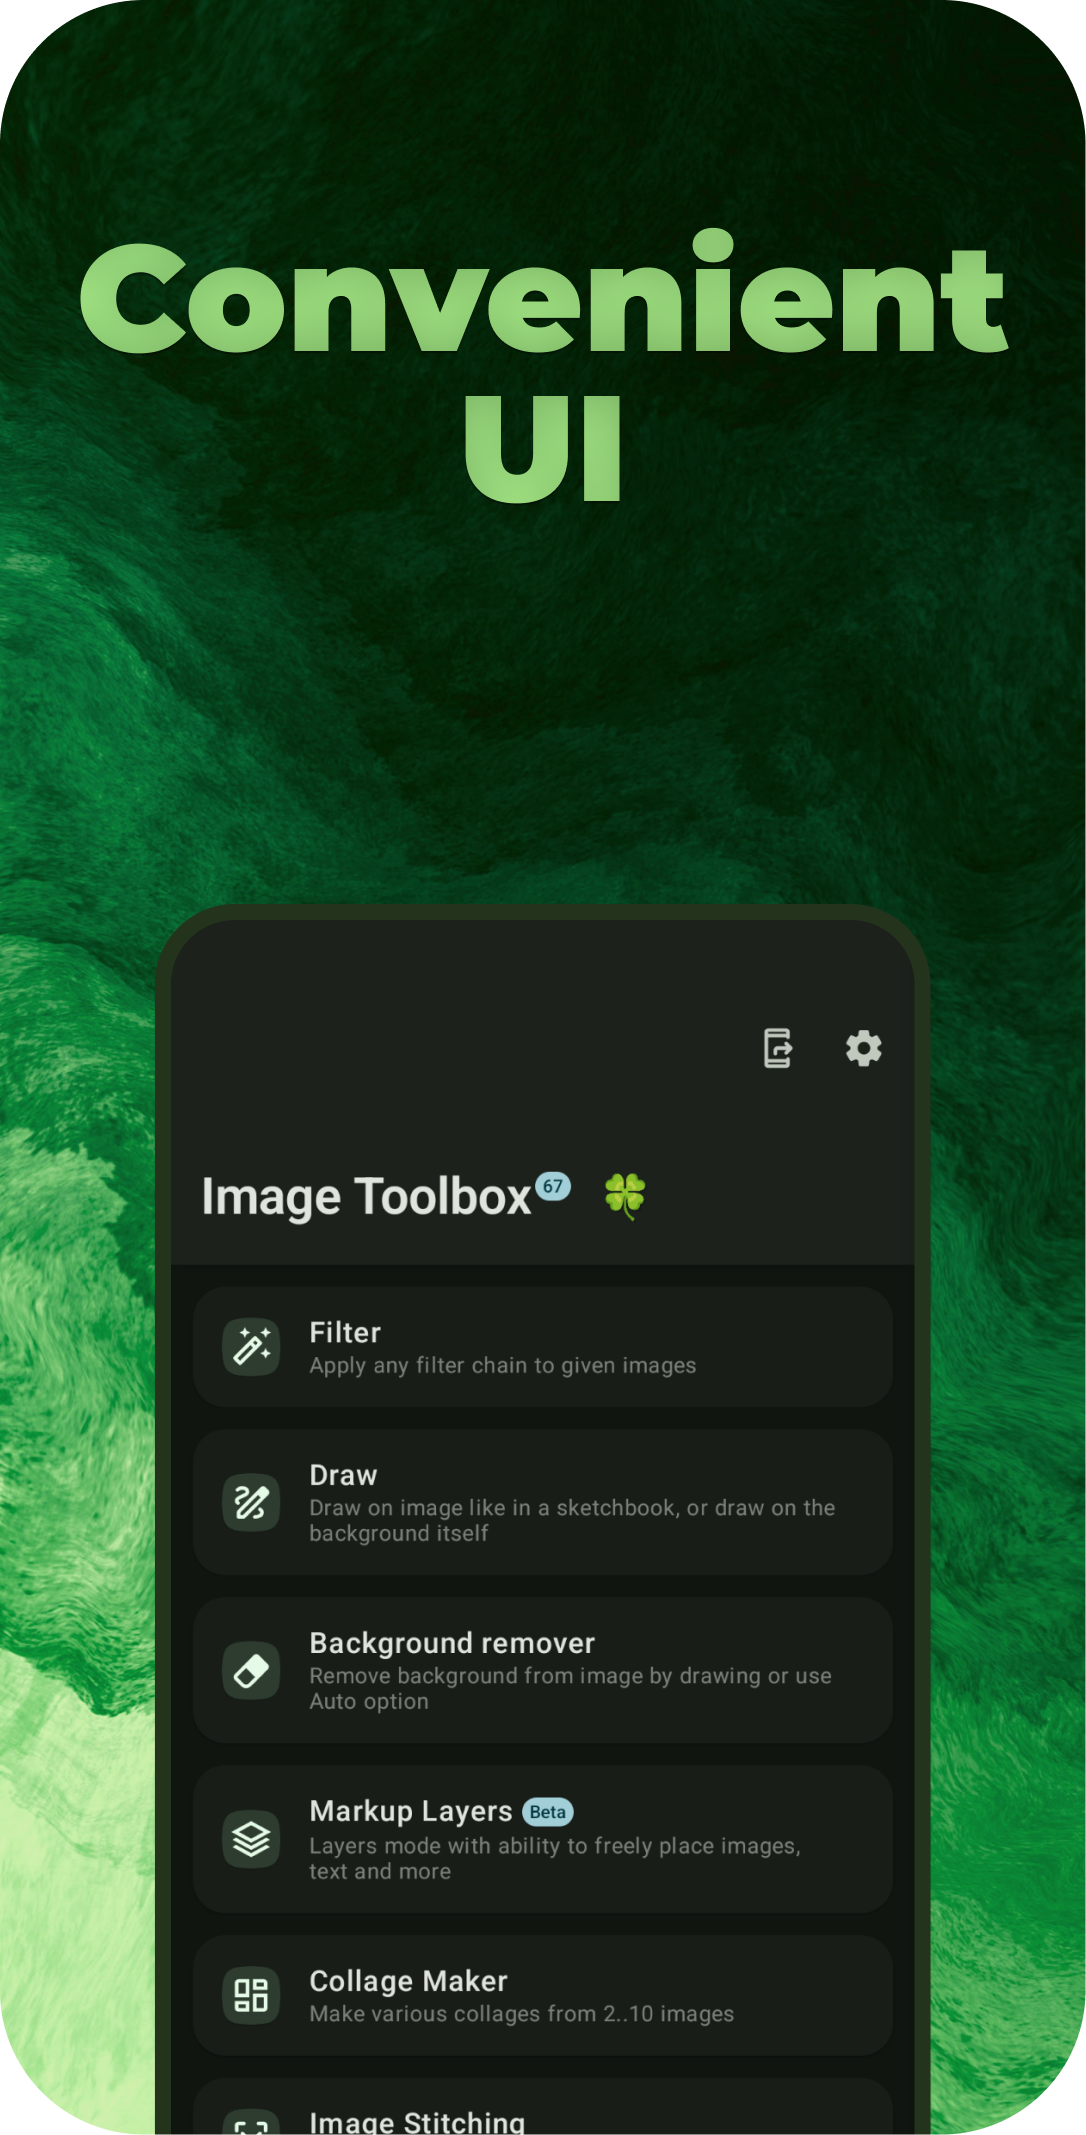 Convenient
UI
Image Toolbox 67 🍀
Filter
Apply any filter chain to given images
Draw
Draw on image like in a sketchbook, or draw on the
background itself
Background remover
Remove background from image by drawing or use
Auto option
Markup Layers Beta
Layers mode with ability to freely place images,
text and more
Collage Maker
Make various collages from 2..10 images
Image Stitching